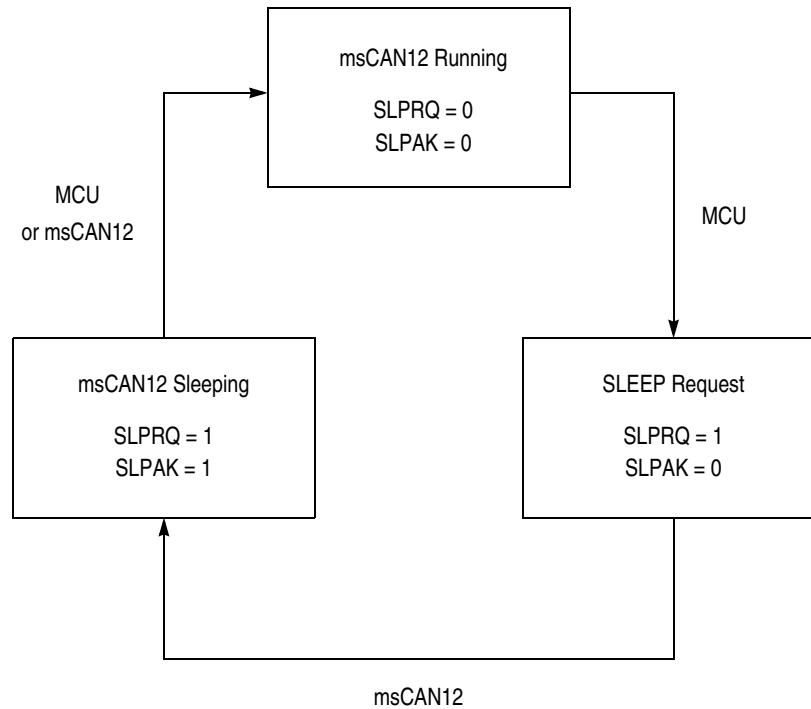 msCAN12 Running
SLPRQ = 0
SLPAK = 0
MCU
or msCAN12
MCU
msCAN12 Sleeping
SLPRQ = 1
SLPAK = 1
SLEEP Request
SLPRQ = 1
SLPAK = 0
msCAN12